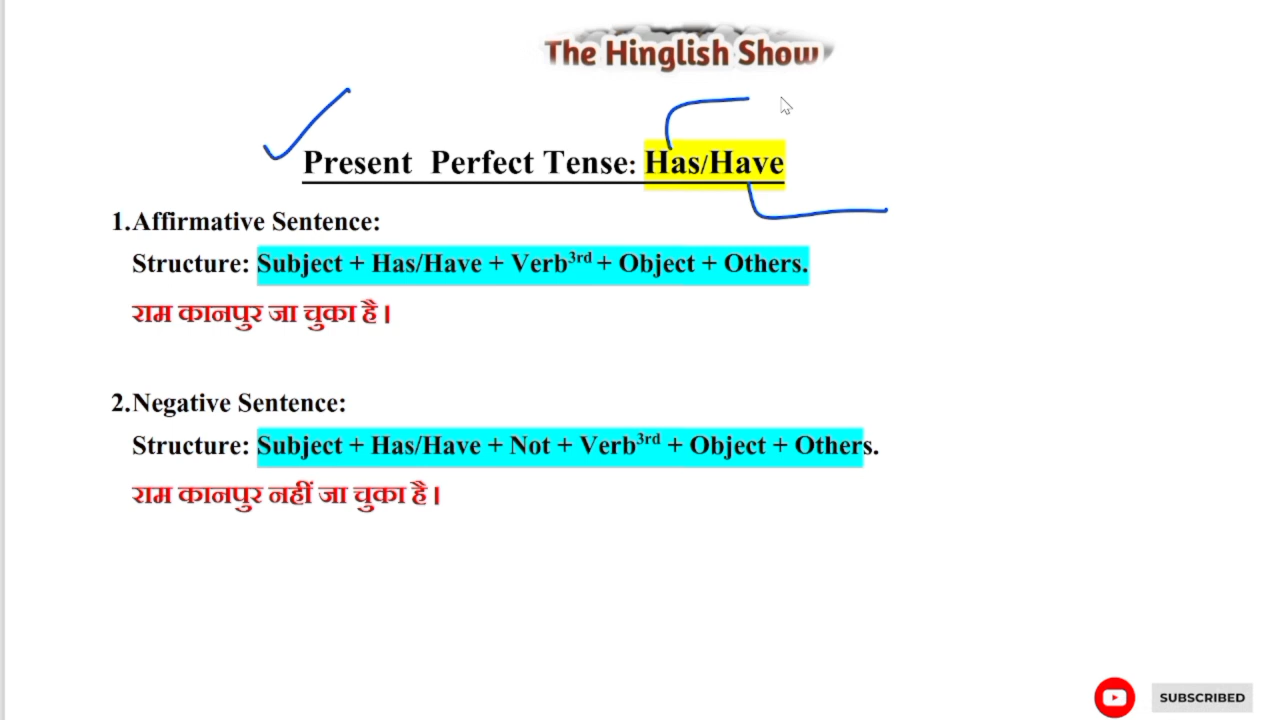 The Hinglish Show
Present Perfect Tense: Has/Have
1.Affirmative Sentence:
Structure: Subject + Has/Have + Verb3rd + Object + Others.
राम कानपुर जा चुका है।
2.Negative Sentence:
Structure: Subject + Has/Have + Not + Verb3rd + Object + Others.
राम कानपुर नहीं जा चुका है।
SUBSCRIBED